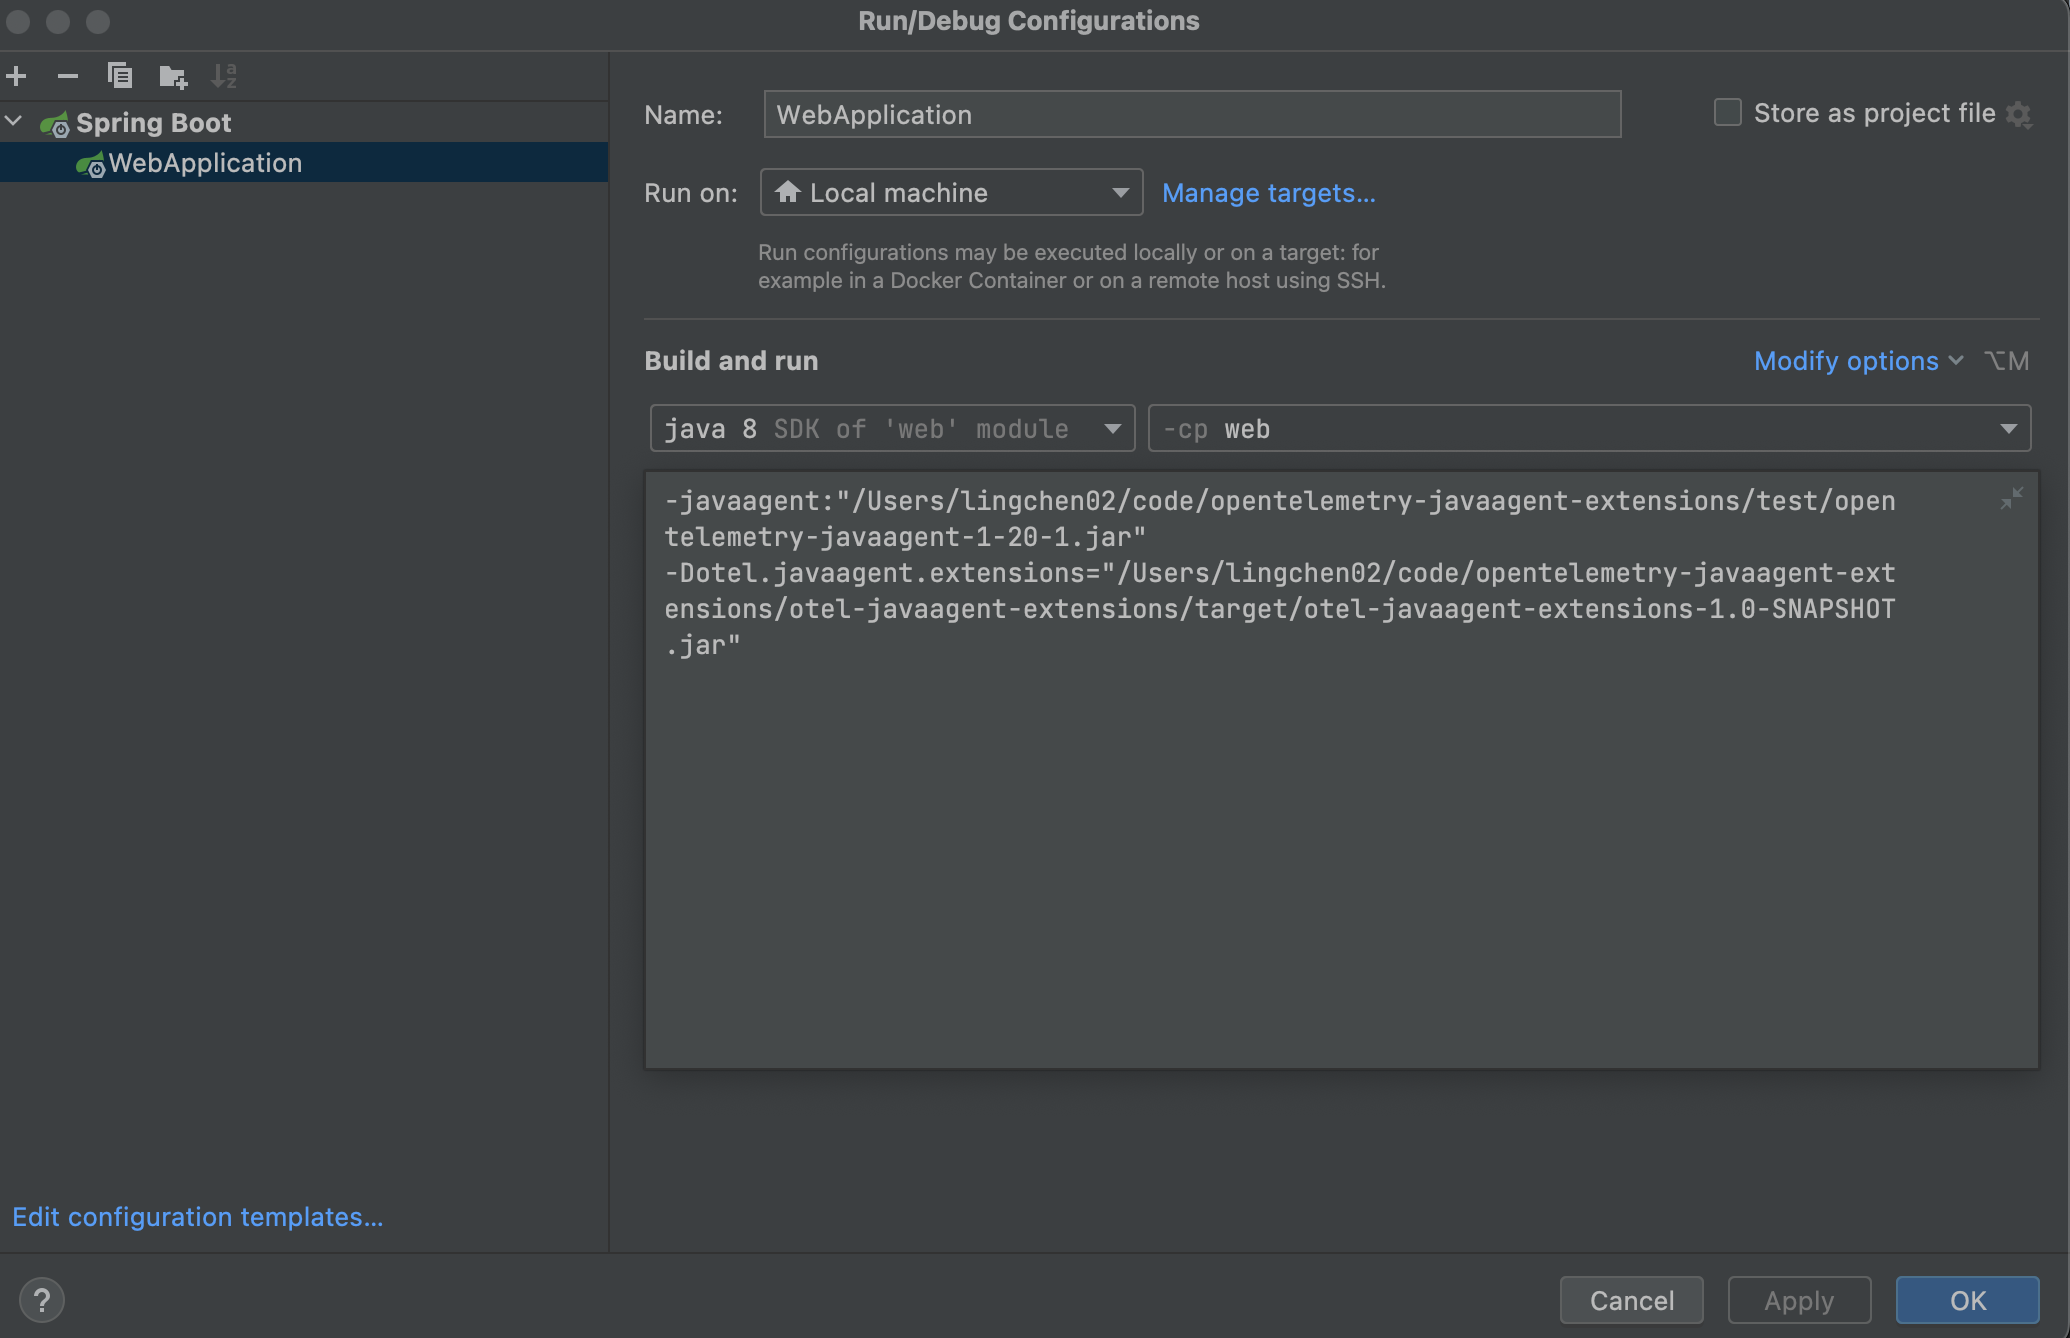 Run/Debug Configurations
Spring Boot
WebApplication
Name: WebApplication
Store as project file
Run on: Local machine Manage targets...
Run configurations may be executed locally or on a target: for
example in a Docker Container or on a remote host using SSH.
Build and run
Modify options ⌥M
java 8 SDK of 'web' module
-cp web
-javaagent:"/Users/lingchen02/code/opentelemetry-javaagent-extensions/test/open
telemetry-javaagent-1-20-1.jar"
-Dotel.javaagent.extensions="/Users/lingchen02/code/opentelemetry-javaagent-ext
ensions/otel-javaagent-extensions/target/otel-javaagent-extensions-1.0-SNAPSHOT
.jar"
Edit configuration templates...
?
Cancel Apply OK